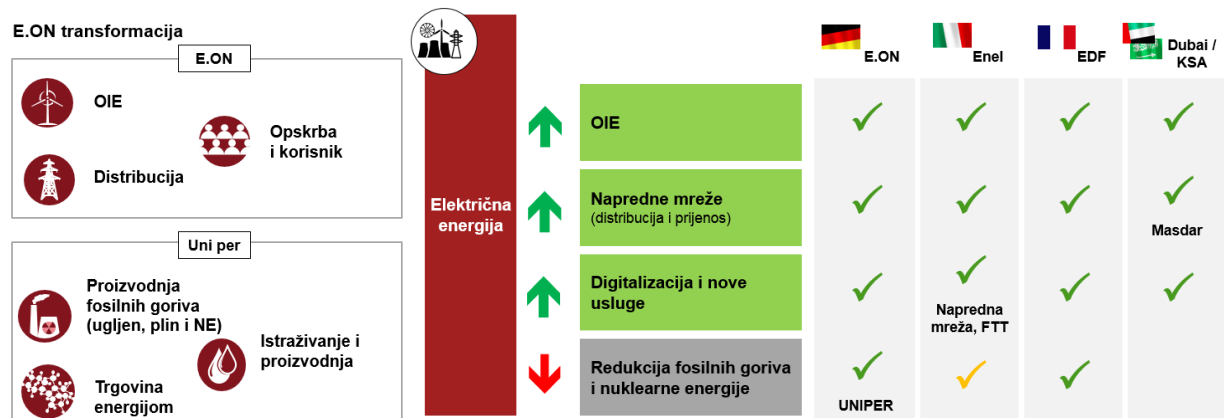 E.ON transformacija
E.ON
OIE
Opskrba
i korisnik
Distribucija
Uni per
Proizvodnja
fosilnih goriva
(ugljen, plin i NE)
Istraživanje i
proizvodnja
Trgovina
energijom
Električna
energija
OIE
Napredne mreže
(distribucija i prijenos)
Digitalizacija i nove
usluge
Redukcija fosilnih goriva
i nuklearne energije
E.ON
Enel
EDF
Dubai /
KSA
Masdar
Napredna
mreža, FTT
UNIPER